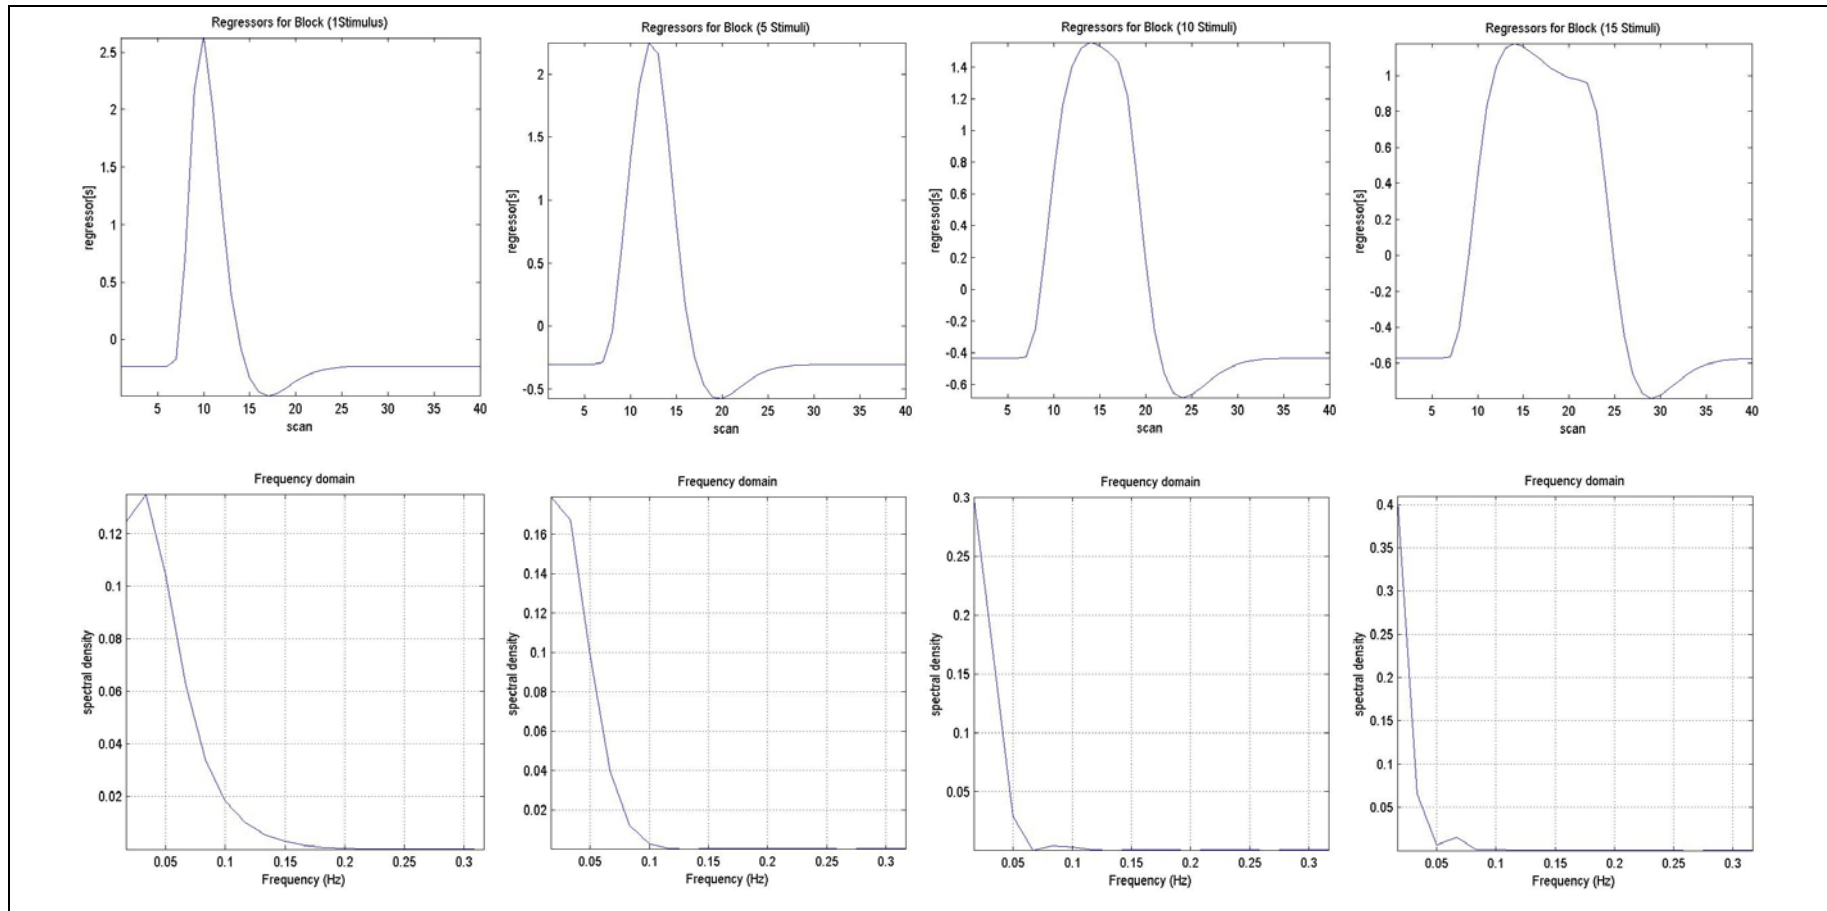 Regressors for Block (1Stimulus)
2.5
2
1.5
1
0.5
0
regressor[s]
5 10 15 20 25 30 35 40
scan
Regressors for Block (5 Stimuli)
2
1.5
1
0.5
0
-0.5
regressor[s]
5 10 15 20 25 30 35 40
scan
Regressors for Block (10 Stimuli)
1.4
1.2
1
0.8
0.6
0.4
0.2
0
-0.2
-0.4
-0.6
regressor[s]
5 10 15 20 25 30 35 40
scan
Regressors for Block (15 Stimuli)
1
0.8
0.6
0.4
0.2
0
-0.2
-0.4
-0.6
regressor[s]
5 10 15 20 25 30 35 40
scan
Frequency domain
0.12
0.1
0.08
0.06
0.04
0.02
spectral density
0.05 0.1 0.15 0.2 0.25 0.3
Frequency (Hz)
Frequency domain
0.16
0.14
0.12
0.1
0.08
0.06
0.04
0.02
spectral density
0.05 0.1 0.15 0.2 0.25 0.3
Frequency (Hz)
Frequency domain
0.3
0.25
0.2
0.15
0.1
0.05
spectral density
0.05 0.1 0.15 0.2 0.25 0.3
Frequency (Hz)
Frequency domain
0.4
0.35
0.3
0.25
0.2
0.15
0.1
0.05
spectral density
0.05 0.1 0.15 0.2 0.25 0.3
Frequency (Hz)